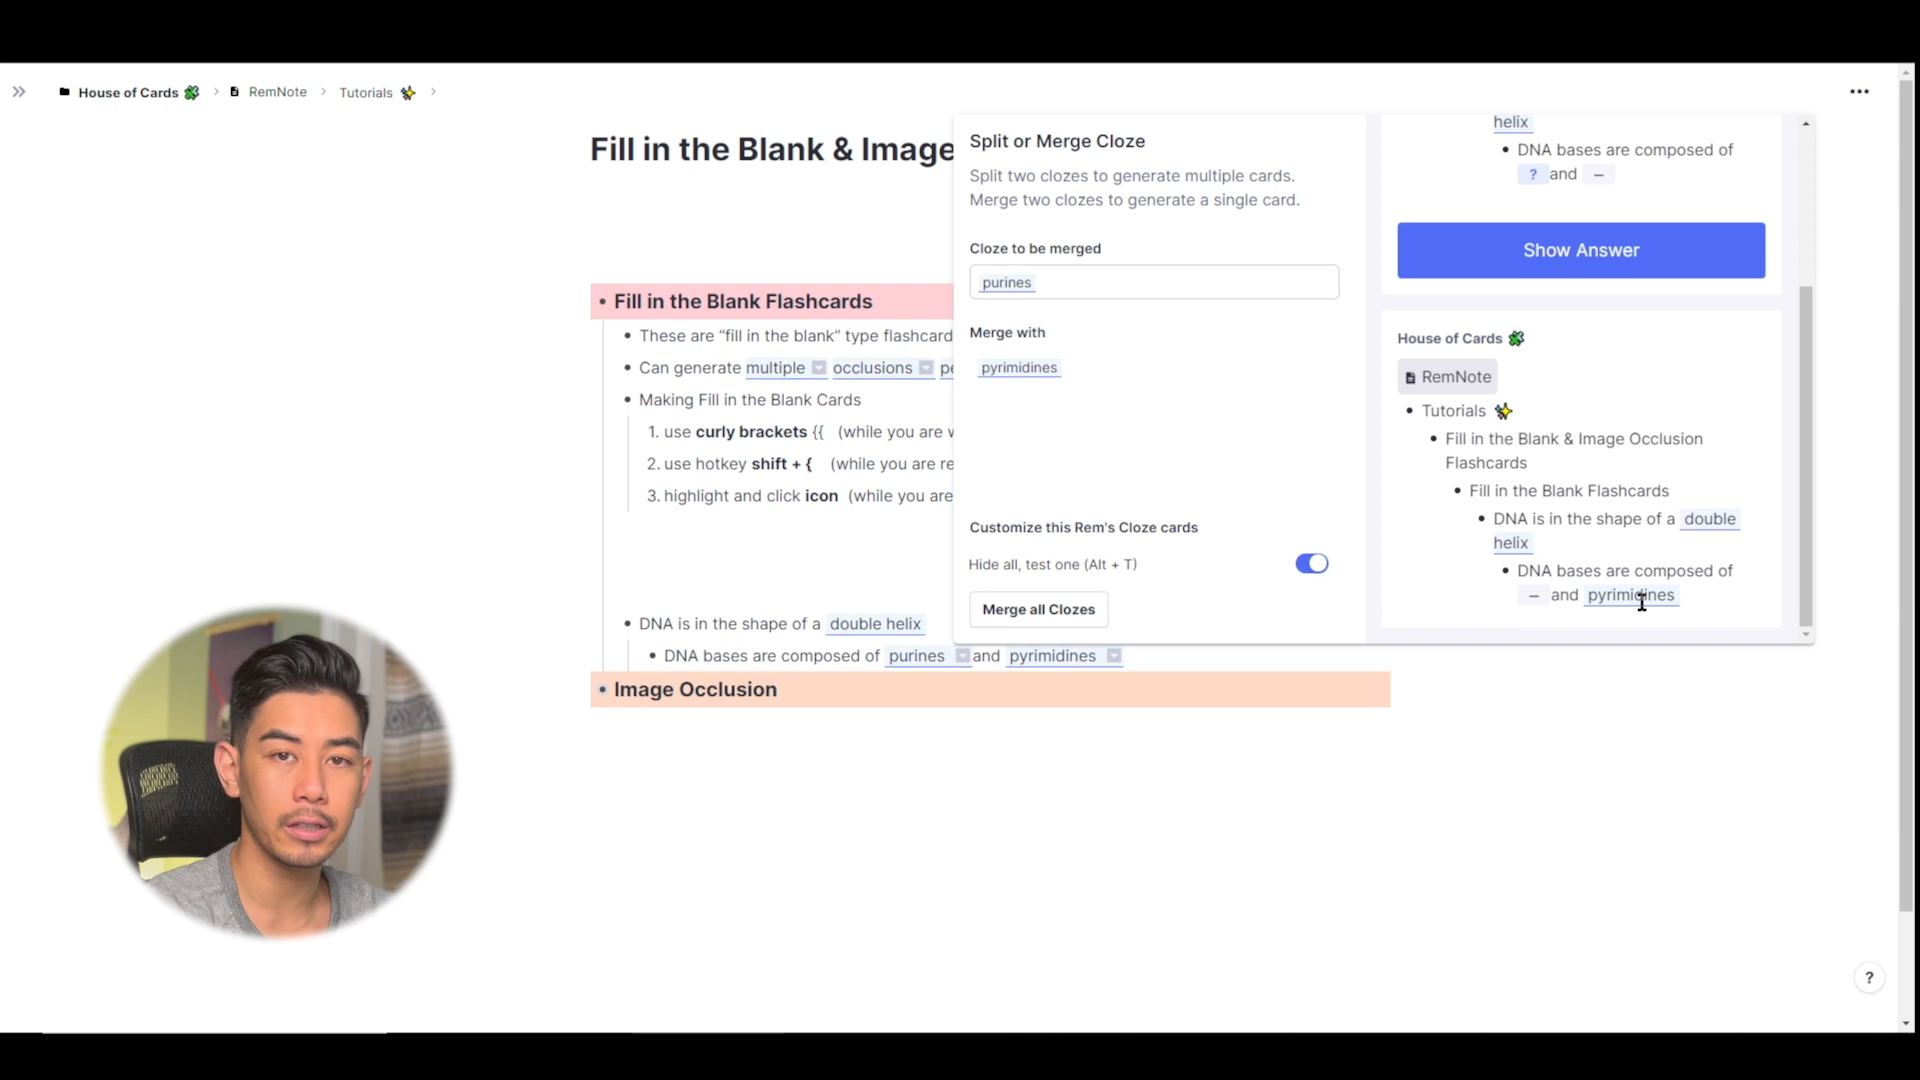 House of Cards > RemNote > Tutorials >
Fill in the Blank & Image
Fill in the Blank Flashcards
These are “fill in the blank” type flashcard
Can generate multiple occlusions pe
Making Fill in the Blank Cards
1. use curly brackets {{ (while you are w
2. use hotkey shift + { (while you are re
3. highlight and click icon (while you are
DNA is in the shape of a double helix
DNA bases are composed of purines and pyrimidines
Image Occlusion
Split or Merge Cloze
Split two clozes to generate multiple cards.
Merge two clozes to generate a single card.
Cloze to be merged
purines
Merge with
pyrimidines
Customize this Rem's Cloze cards
Hide all, test one (Alt + T)
Merge all Clozes
helix
DNA bases are composed of
? and –
Show Answer
House of Cards
RemNote
Tutorials
Fill in the Blank & Image Occlusion
Flashcards
Fill in the Blank Flashcards
DNA is in the shape of a double
helix
DNA bases are composed of
– and pyrimidines
?